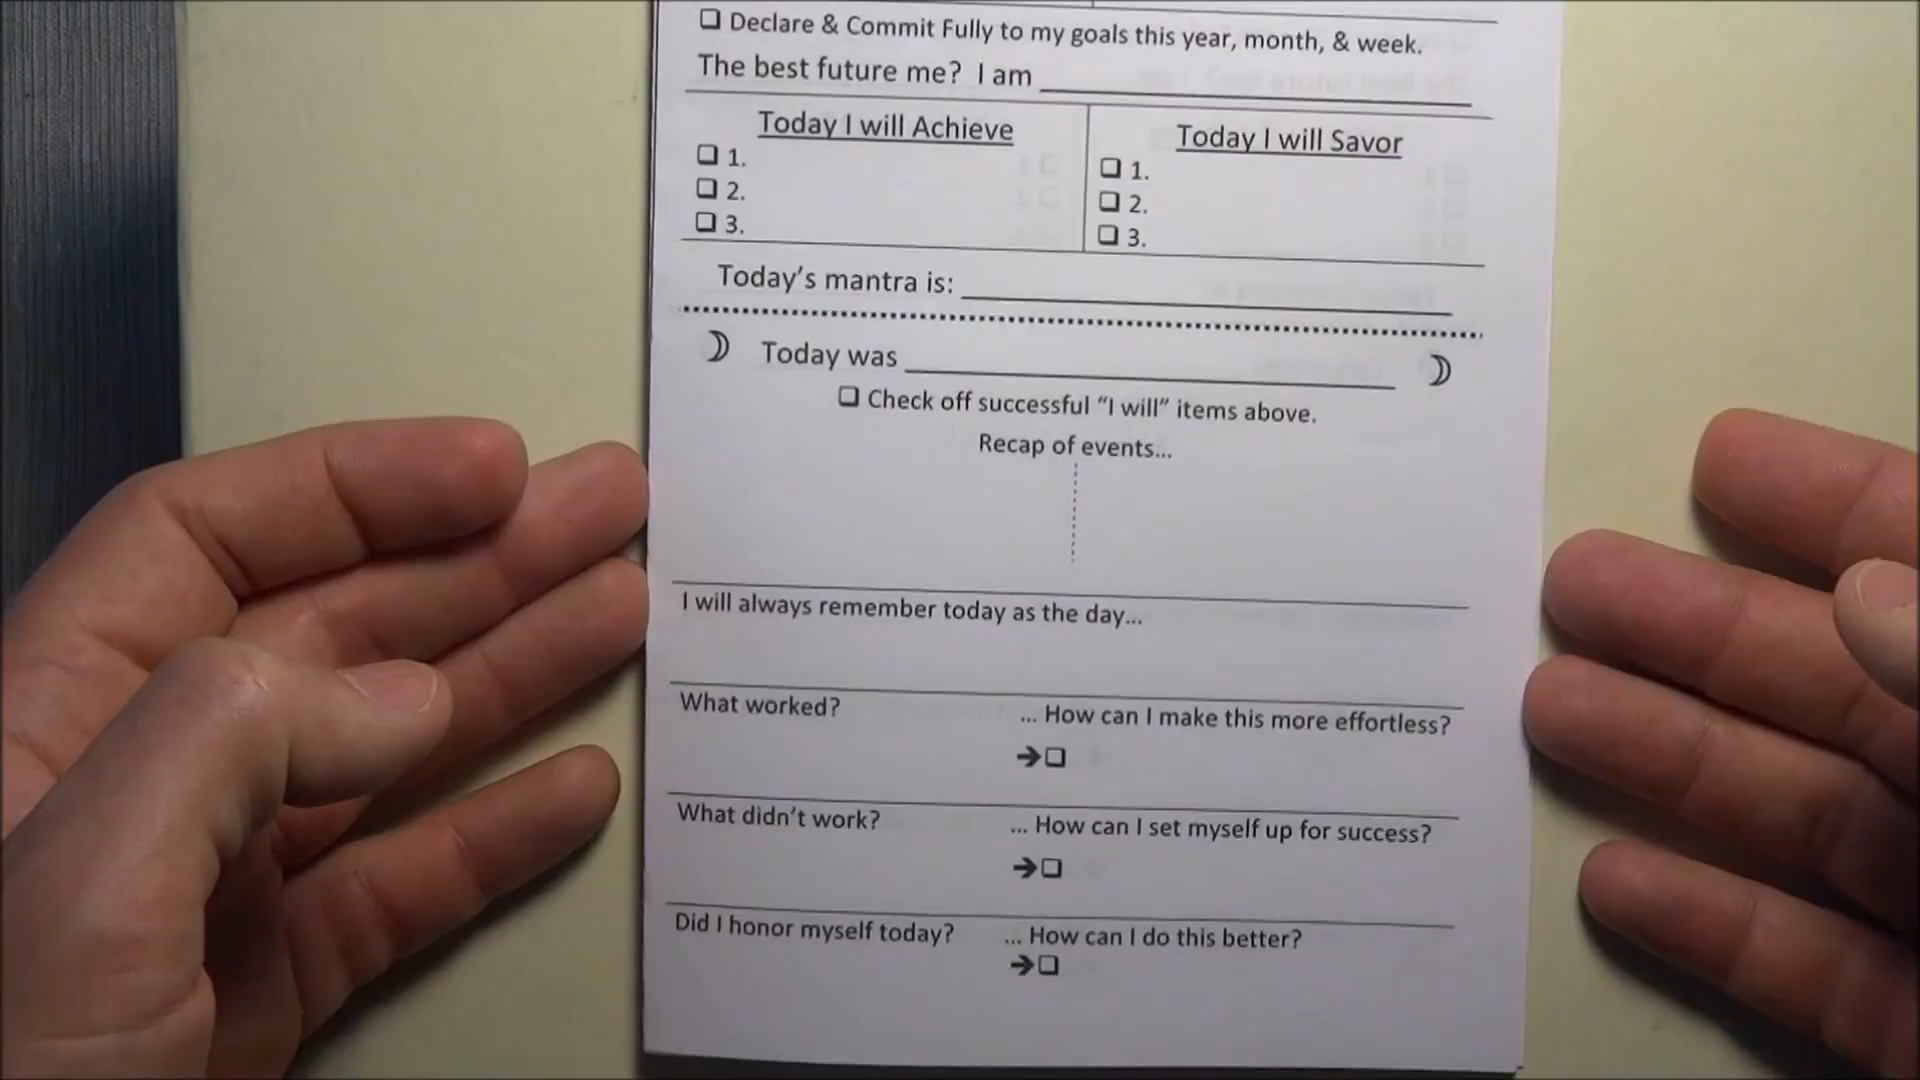 ❏ Declare & Commit Fully to my goals this year, month, & week.
The best future me? I am
Today I will Achieve
❏ 1.
❏ 2.
❏ 3.
Today I will Savor
❏ 1.
❏ 2.
❏ 3.
Today's mantra is:
Today was
❏ Check off successful “I will” items above.
Recap of events...
I will always remember today as the day...
What worked?
... How can I make this more effortless?
→❏
What didn't work?
... How can I set myself up for success?
→❏
Did I honor myself today?
... How can I do this better?
→❏